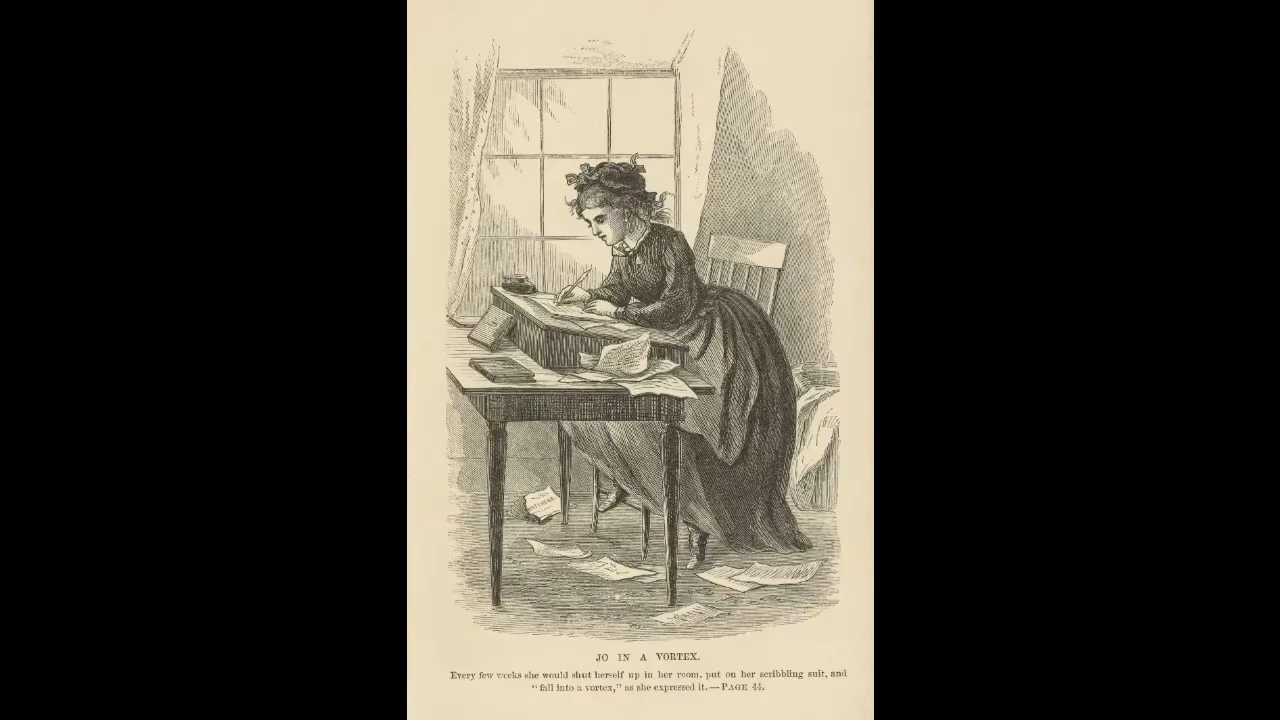 JO IN A VORTEX.
Every few weeks she would shut herself up in her room, put on her scribbling suit, and
"fall into a vortex," as she expressed it.—PAGE 44.